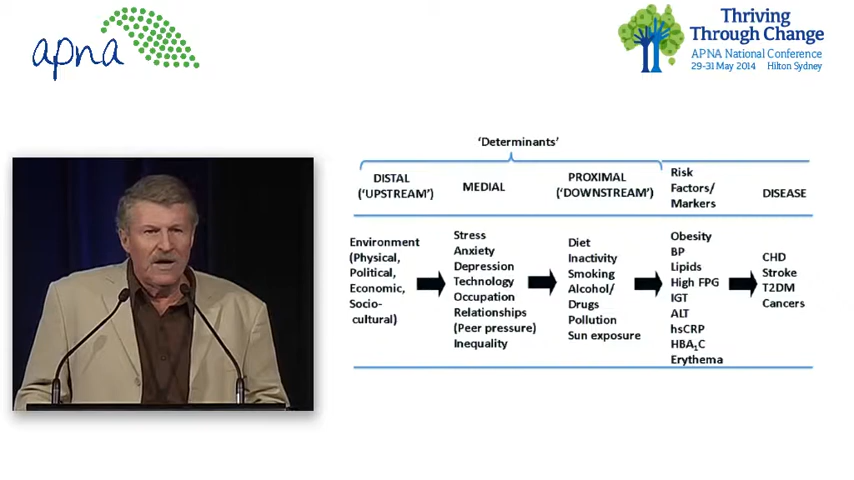 apna
Thriving
Through Change
APNA National Conference
29-31 May 2014 Hilton Sydney
'Determinants'
DISTAL
('UPSTREAM')
MEDIAL
PROXIMAL
('DOWNSTREAM')
Risk
Factors/
Markers
DISEASE
Environment
(Physical,
Political,
Economic,
Socio-
cultural)
Stress
Anxiety
Depression
Technology
Occupation
Relationships
(Peer pressure)
Inequality
Diet
Inactivity
Smoking
Alcohol/
Drugs
Pollution
Sun exposure
Obesity
BP
Lipids
High FPG
IGT
ALT
hsCRP
HBA₁C
Erythema
CHD
Stroke
T2DM
Cancers